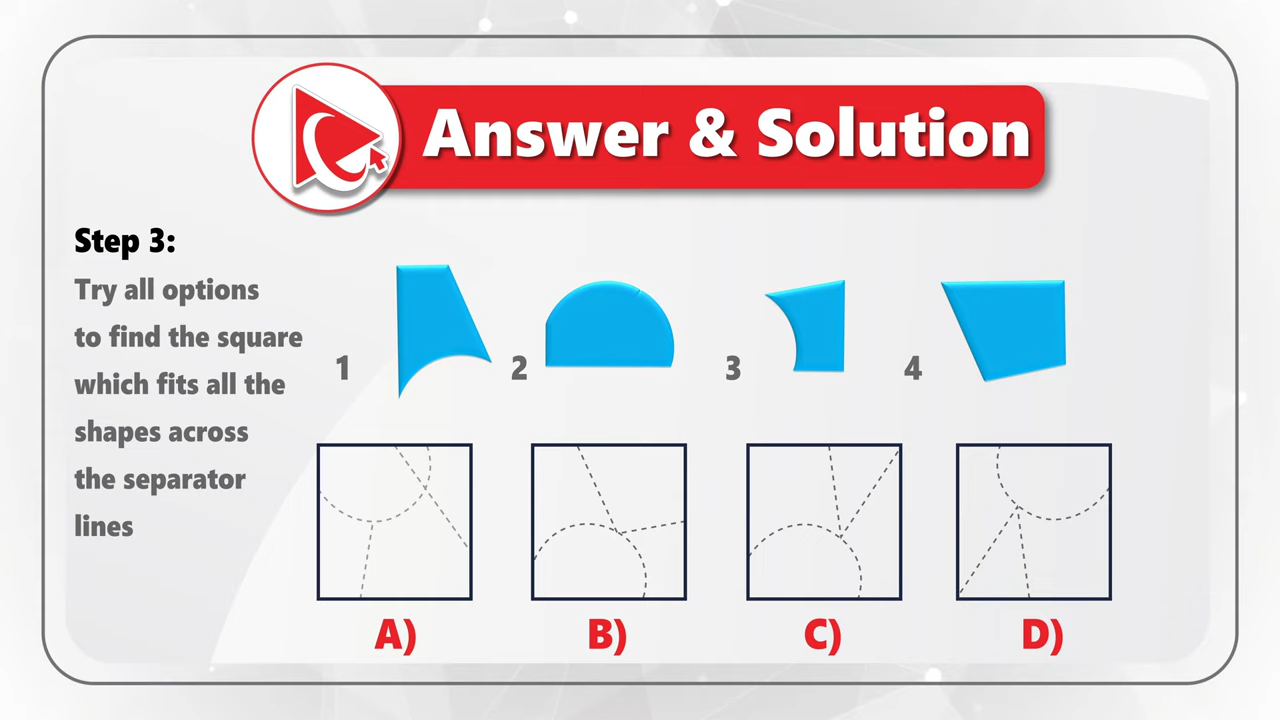 Answer & Solution
Step 3:
Try all options
to find the square
which fits all the
shapes across
the separator
lines
1
2
3
4
A)
B)
C)
D)